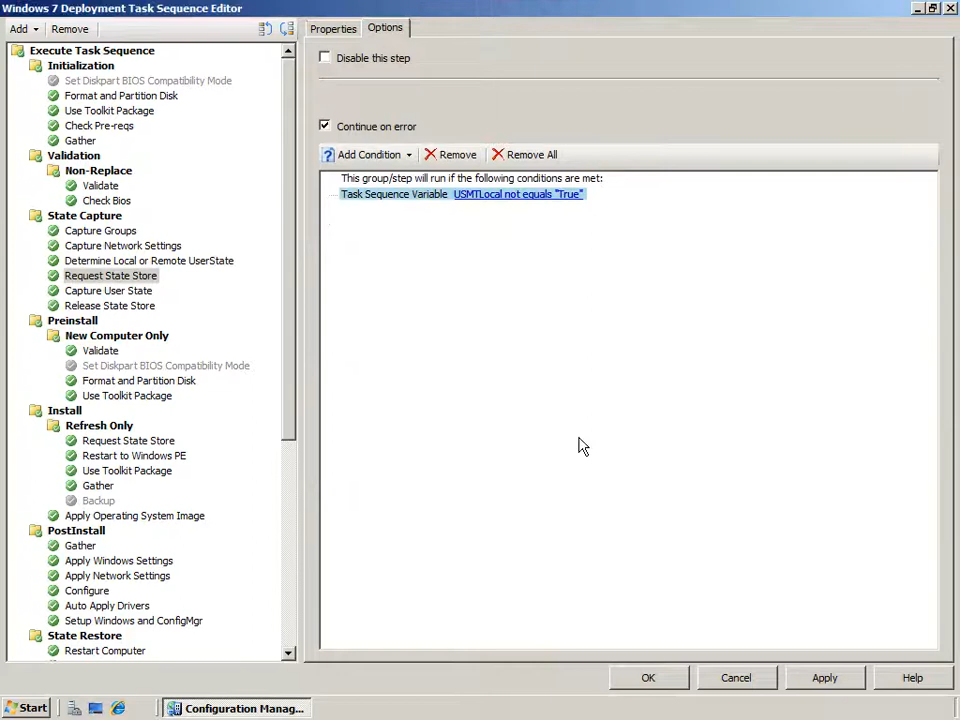 Windows 7 Deployment Task Sequence Editor
Add
Remove
Execute Task Sequence
Initialization
Set Diskpart BIOS Compatibility Mode
Format and Partition Disk
Use Toolkit Package
Check Pre-reqs
Gather
Validation
Non-Replace
Validate
Check Bios
State Capture
Capture Groups
Capture Network Settings
Determine Local or Remote UserState
Request State Store
Capture User State
Release State Store
Preinstall
New Computer Only
Validate
Set Diskpart BIOS Compatibility Mode
Format and Partition Disk
Use Toolkit Package
Install
Refresh Only
Request State Store
Restart to Windows PE
Use Toolkit Package
Gather
Backup
Apply Operating System Image
PostInstall
Gather
Apply Windows Settings
Apply Network Settings
Configure
Auto Apply Drivers
Setup Windows and ConfigMgr
State Restore
Restart Computer
Properties
Options
Disable this step
Continue on error
Add Condition
Remove
Remove All
This group/step will run if the following conditions are met:
Task Sequence Variable USMTLocal not equals "True"
OK
Cancel
Apply
Help
Start
Configuration Manag...